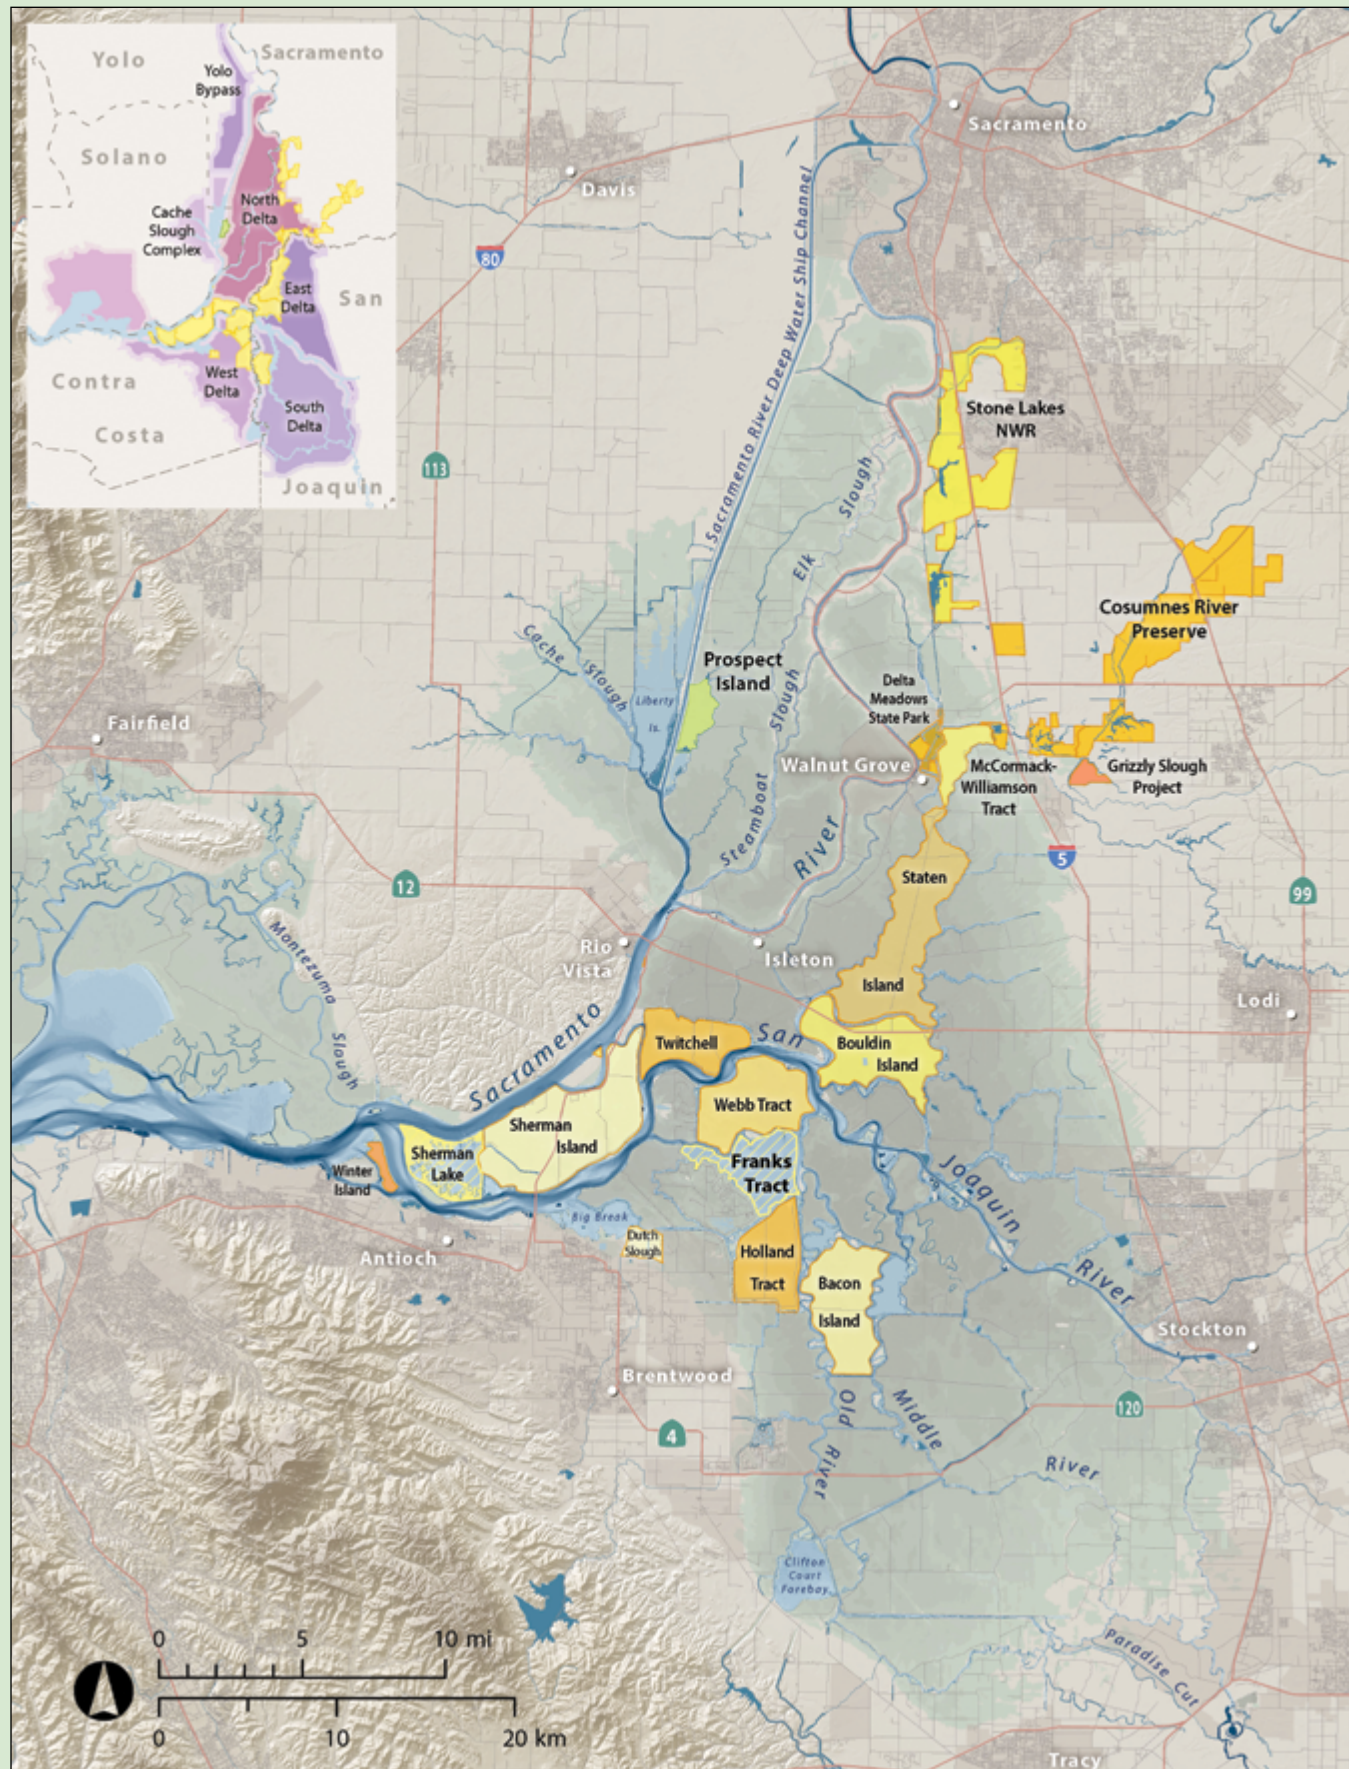 Yolo
Sacramento
Yolo
Bypass
Solano
North
Delta
Cache
Slough
Complex
East
Delta
San
West
Delta
Contra
Costa
South
Delta
Joaquin
Sacramento
Davis
80
Sacramento River Deep Water Ship Channel
113
Stone Lakes
NWR
Elk Slough
Cosumnes River
Preserve
Cache Slough
Liberty
Is.
Prospect
Island
Delta
Meadows
State Park
Steamboat Slough
Fairfield
Walnut Grove
McCormack-
Williamson
Tract
Grizzly Slough
Project
River
5
12
99
Staten
Island
Montezuma Slough
Rio
Vista
Isleton
Lodi
Sacramento
Twitchell
San
Bouldin
Island
Webb Tract
Sherman
Island
Sherman
Lake
Winter
Island
Franks
Tract
Joaquin
River
Big Break
Dutch
Slough
Antioch
Holland
Tract
Bacon
Island
Stockton
Brentwood
Old River
Middle
River
120
4
Clifton
Court
Forebay
Paradise Cut
Tracy
0 5 10 mi
0 10 20 km